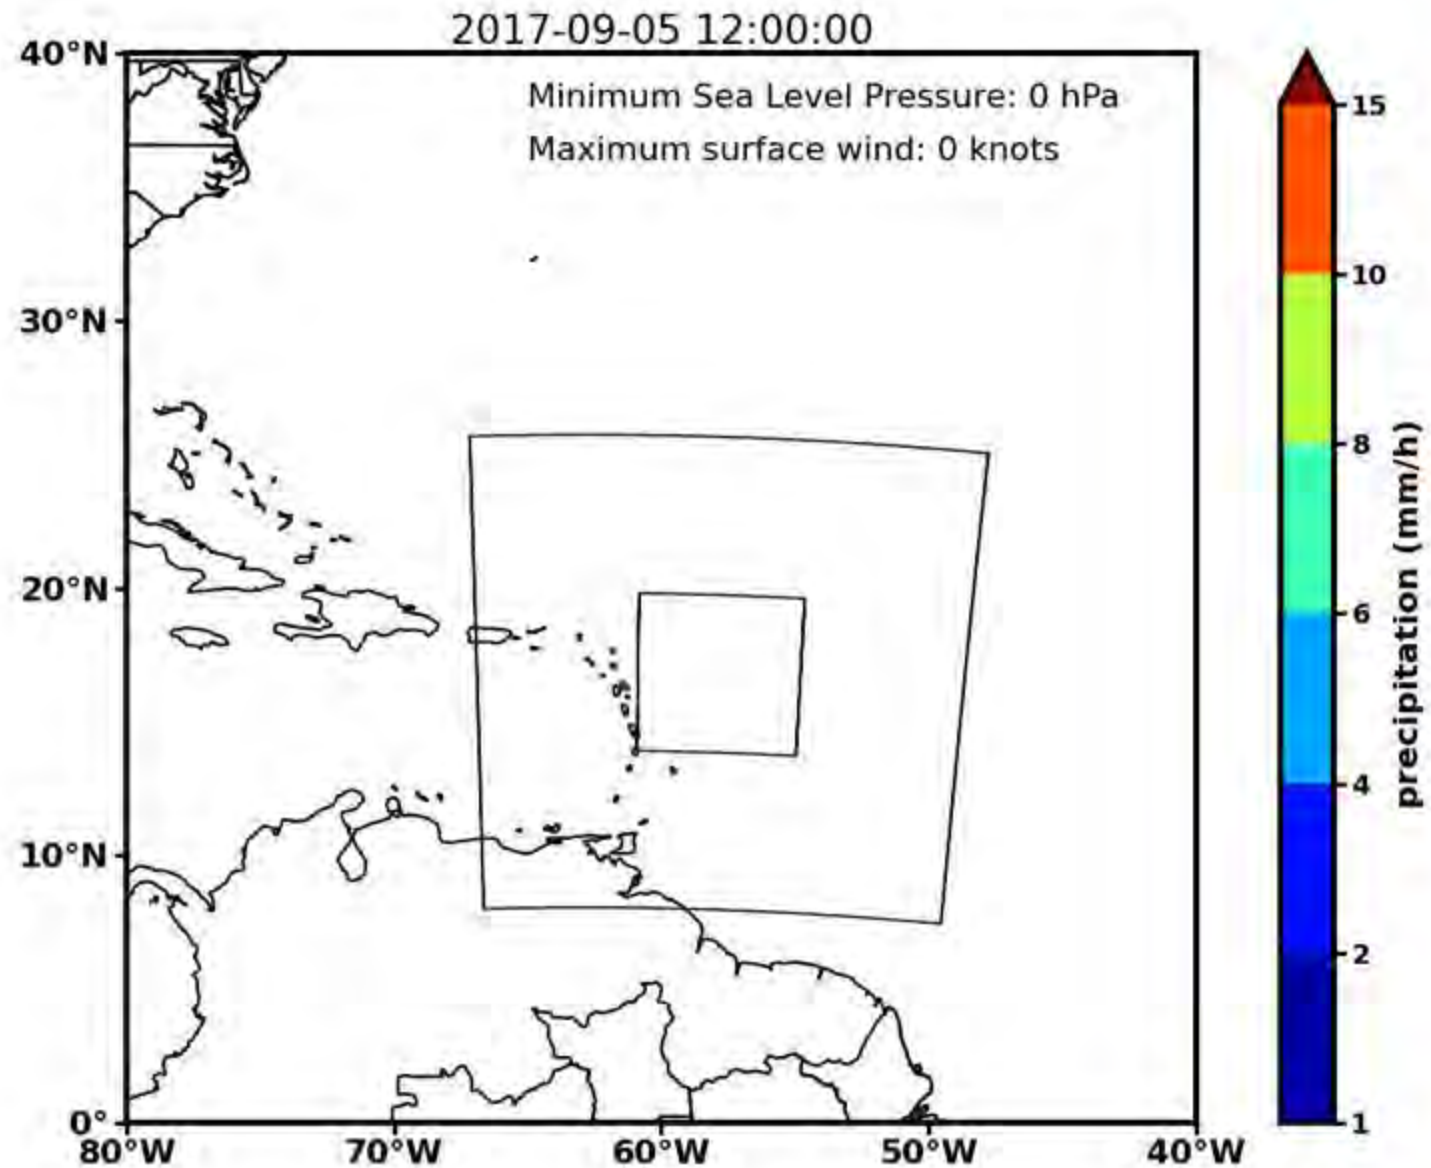 2017-09-05 12:00:00
40°N
Minimum Sea Level Pressure: 0 hPa
Maximum surface wind: 0 knots
30°N
20°N
10°N
0°
80°W
70°W
60°W
50°W
40°W
15
10
8
6
4
2
1
precipitation (mm/h)